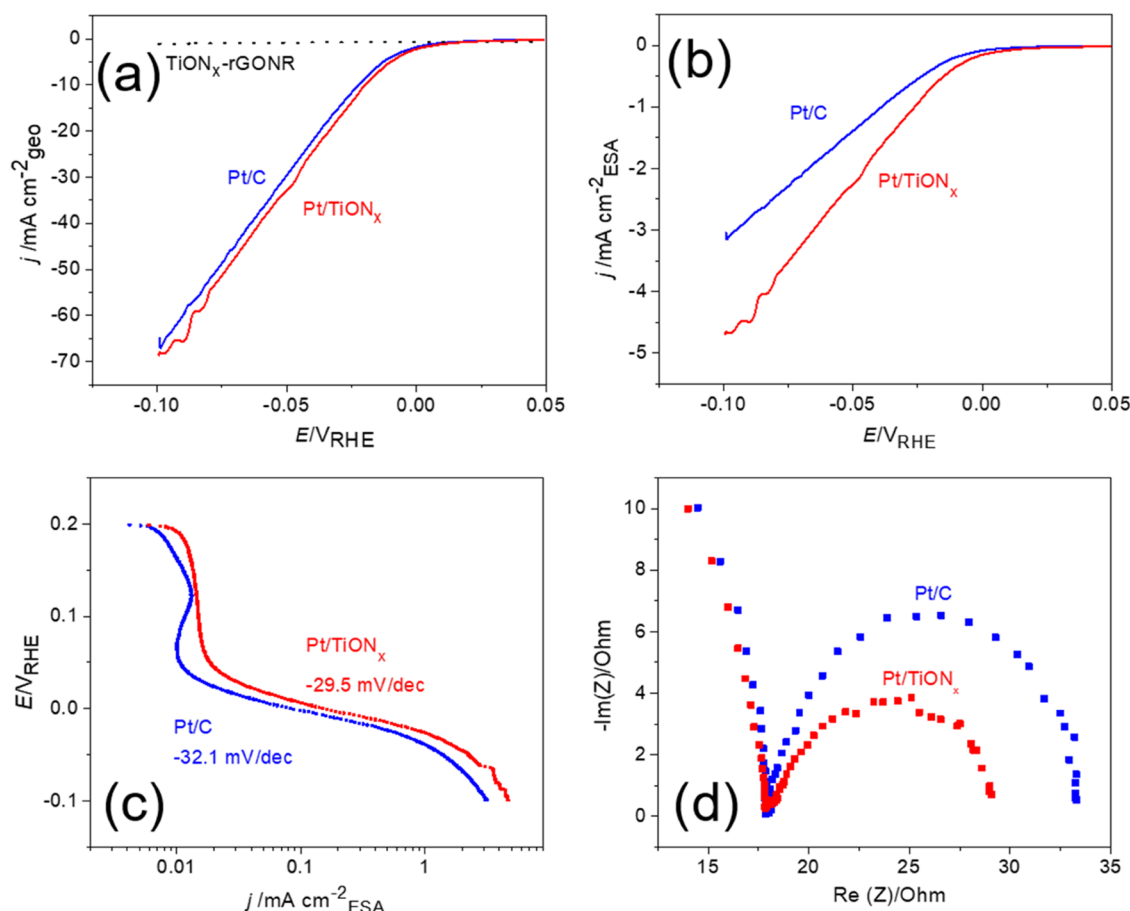 (a)
0
-10
-20
-30
-40
-50
-60
-70
j /mA cm⁻²geo
TiONₓ-rGONR
Pt/C
Pt/TiONₓ
-0.10
-0.05
0.00
0.05
E/V_RHE
(b)
0
-1
-2
-3
-4
-5
j /mA cm⁻²ESA
Pt/C
Pt/TiONₓ
-0.10
-0.05
0.00
0.05
E/V_RHE
(c)
0.2
0.1
0.0
-0.1
E/V_RHE
Pt/TiONₓ
-29.5 mV/dec
Pt/C
-32.1 mV/dec
0.01
0.1
1
j /mA cm⁻²ESA
(d)
10
8
6
4
2
0
-Im(Z)/Ohm
Pt/C
Pt/TiONₓ
15
20
25
30
35
Re (Z)/Ohm